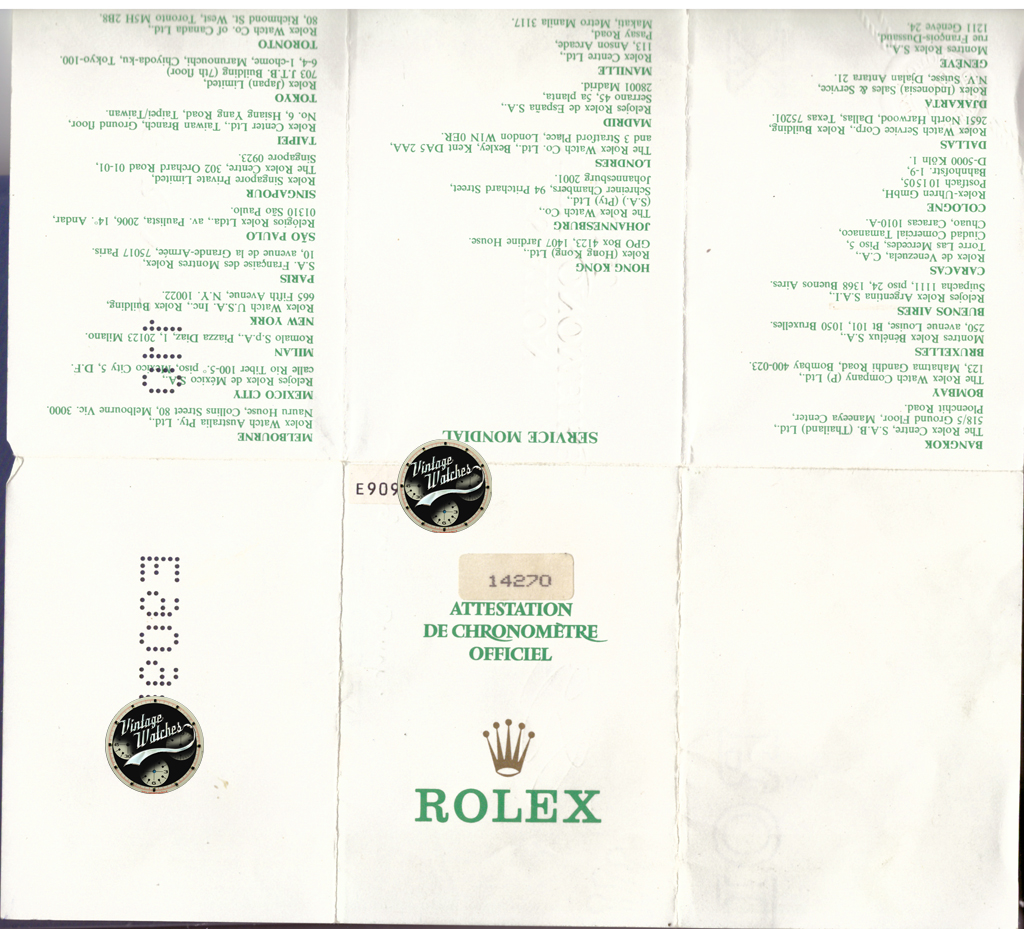 SERVICE MONDIAL
BANGKOK
The Rolex Centre, S.A.B. (Thailand) Ltd.,
518/5 Ground Floor, Maneeya Center,
Ploenchit Road.
BOMBAY
The Rolex Watch Company (P) Ltd.,
123, Mahatma Gandhi Road, Bombay 400-023.
BRUXELLES
Montres Rolex Bénélux S.A.,
250, avenue Louise, Bt 101, 1050 Bruxelles.
BUENOS AIRES
Relojes Rolex Argentina S.A.I.,
Suipacha 1111, piso 24, 1368 Buenos Aires.
CARACAS
Rolex de Venezuela, C.A.,
Torre Las Mercedes, Piso 5,
Ciudad Comercial Tamanaco,
Chuao, Caracas 1010-A.
COLOGNE
Rolex-Uhren GmbH,
Postfach 10 15 05,
Bahnhofstr. 1-9,
D-5000 Köln 1.
DALLAS
Rolex Watch Service Corp., Rolex Building,
2651 North Harwood, Dallas, Texas 75201.
DJAKARTA
Rolex (Indonesia) Sales & Service,
N.V. Suisse, Djalan Antara 21.
GENÈVE
Montres Rolex S.A.,
rue François-Dussaud,
1211 Genève 24.
HONG KONG
Rolex (Hong Kong) Ltd.,
GPO Box 4123, 1407 Jardine House.
JOHANNESBURG
The Rolex Watch Co.,
(S.A.) (Pty) Ltd.,
Schreiner Chambers, 94 Pritchard Street,
Johannesburg 2001.
LONDRES
The Rolex Watch Co. Ltd., Bexley, Kent DA5 2AA,
and 3 Stratford Place, London W1N 0ER.
MADRID
Relojes Rolex de España S.A.,
Serrano 45, 5a planta,
28001 Madrid.
MANILLE
Rolex Centre Ltd.,
113, Anson Arcade,
Pasay Road,
Makati, Metro Manila 3117.
MELBOURNE
Rolex Watch Australia Pty. Ltd.,
Nauru House, Collins Street 80, Melbourne Vic. 3000.
MEXICO CITY
Relojes Rolex de México S.A.,
calle Río Tiber 100-5.° piso, México City 5, D.F.
MILAN
Romalo S.p.A., Piazza Diaz, 1, 20123 Milano.
NEW YORK
Rolex Watch U.S.A. Inc., Rolex Building,
665 Fifth Avenue, N.Y. 10022.
PARIS
S.A. Française des Montres Rolex,
10, avenue de la Grande-Armée, 75017 Paris.
SÃO PAULO
Relógios Rolex Ltda., av. Paulista, 2006, 14°. Andar,
01310 São Paulo.
SINGAPOUR
Rolex Singapore Private Limited,
The Rolex Centre, 302 Orchard Road 01-01,
Singapore 0923.
TAIPEI
Rolex Center Ltd., Taiwan Branch, Ground floor,
No. 6, Hsiang Yang Road, Taipei/Taiwan.
TOKYO
Rolex (Japan) Limited,
703 J.T.B. Building (7th floor)
6-4, 1-chome, Marunouchi, Chiyoda-ku, Tokyo-100.
TORONTO
Rolex Watch Co. of Canada Ltd.,
80, Richmond St. West, Toronto M5H 2B8
E909
Vintage
Watches
E909
Vintage
Watches
14270
ATTESTATION
DE CHRONOMÈTRE
OFFICIEL
ROLEX